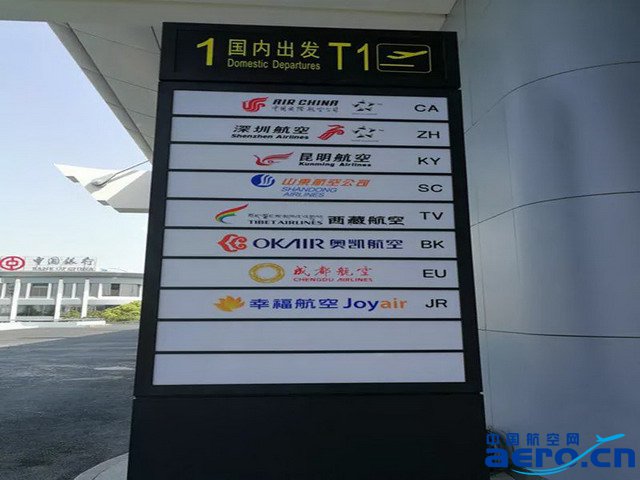 1 国内出发 T1
Domestic Departures
AIR CHINA
中国国际航空公司
CA
深圳航空
Shenzhen Airlines
ZH
昆明航空
Kunming Airlines
KY
山东航空公司
SHANDONG AIRLINES
SC
TIBET AIRLINES
西藏航空
TV
OKAIR 奥凯航空
BK
成都航空
CHENGDU AIRLINES
EU
幸福航空 Joyair
JR
中国银行
BANK OF CHINA
中国航空网
aero.cn